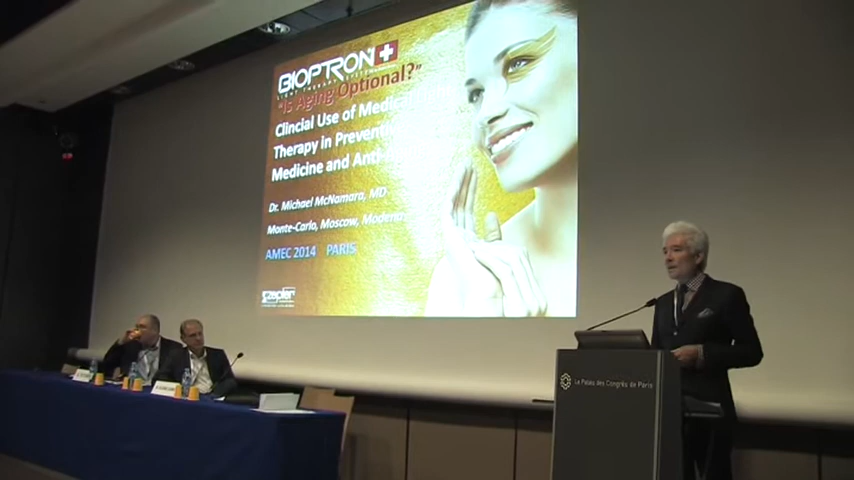 BIOPTRON
"Is Aging Optional?"
Clincial Use of Medical
Therapy in Preventi
Medicine and Anti
Dr. Michael McNamara, MD
Monte-Carlo, Moscow, Modena
AMEC 2014 PARIS
zepter
Le Palais des Congrès de Paris